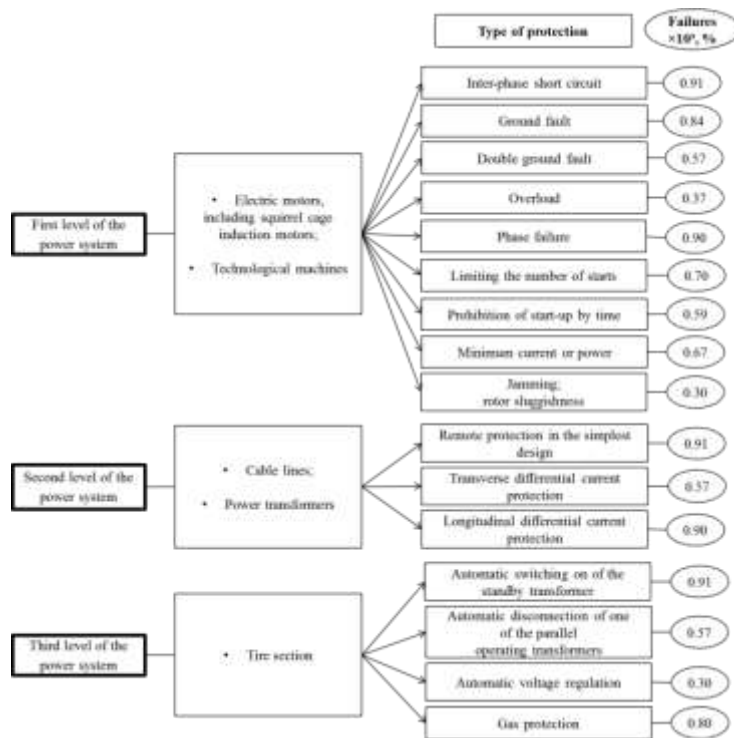 Type of protection
Failures
×10³, %
Inter-phase short circuit
0.91
Ground fault
0.84
Double ground fault
0.57
Overload
0.37
Phase failure
0.90
Limiting the number of starts
0.70
Prohibition of start-up by time
0.59
Minimum current or power
0.67
Jamming;
rotor sluggishness
0.30
First level of the
power system
• Electric motors,
including squirrel cage
induction motors;
• Technological machines
Remote protection in the simplest
design
0.91
Transverse differential current
protection
0.57
Longitudinal differential current
protection
0.90
Second level of the
power system
• Cable lines;
• Power transformers
Automatic switching on of the
standby transformer
0.91
Automatic disconnection of one
of the parallel
operating transformers
0.57
Automatic voltage regulation
0.30
Gas protection
0.80
Third level of the
power system
• Tire section